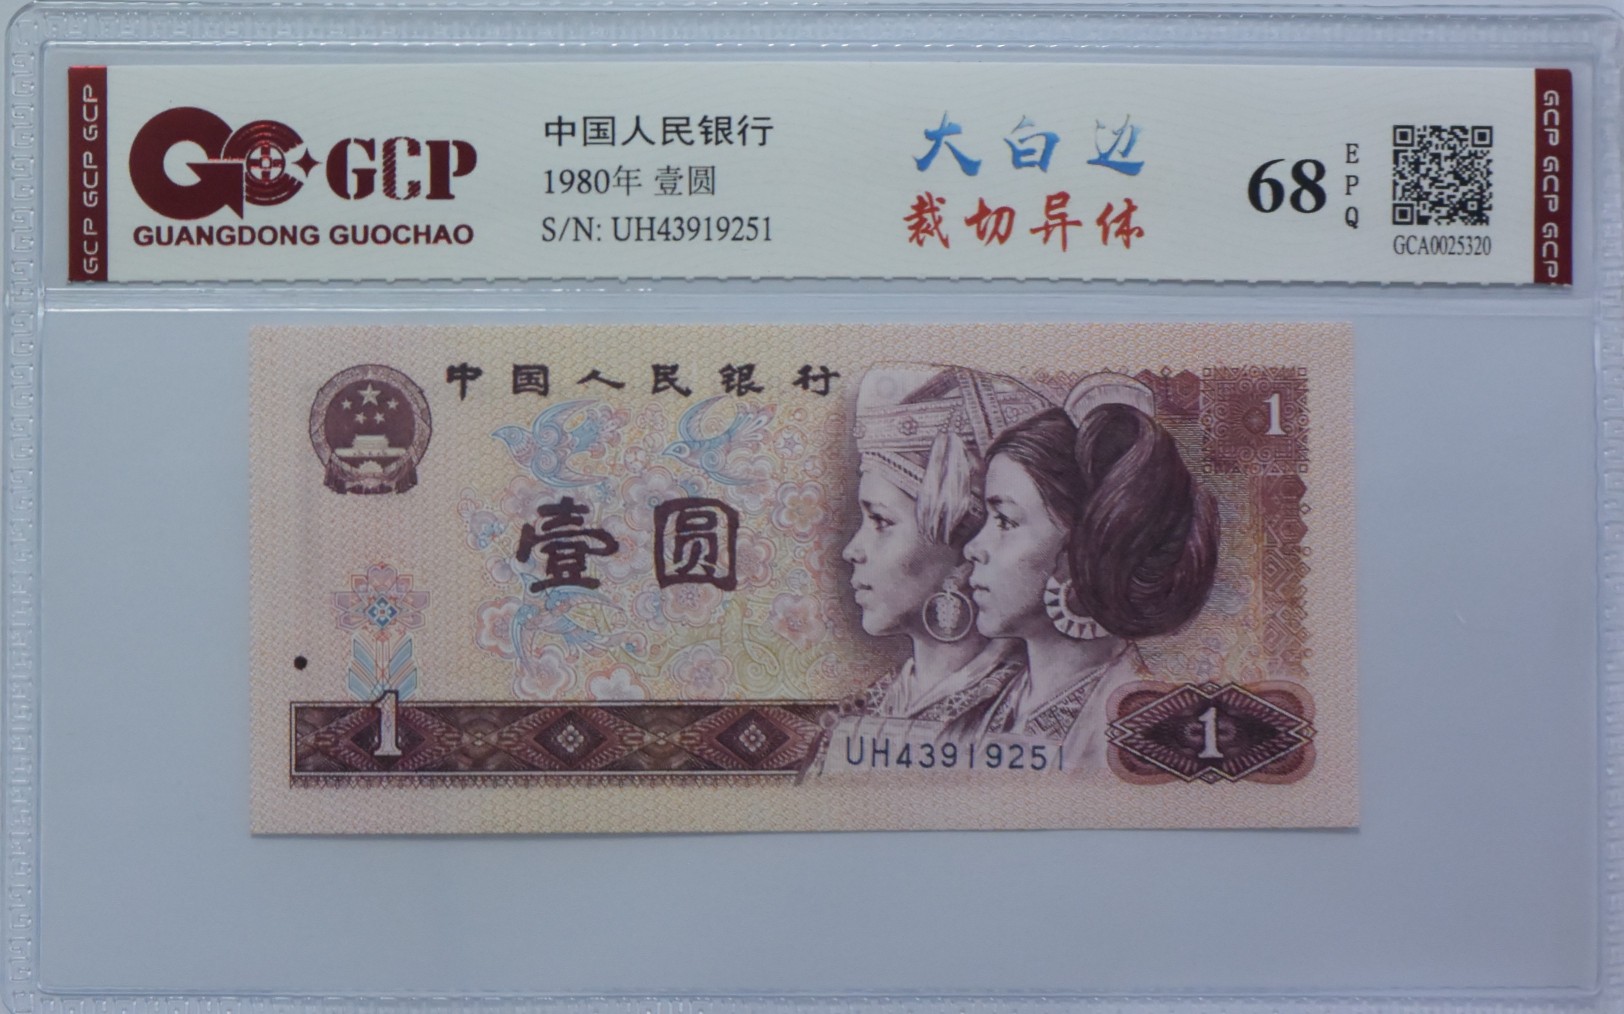 GCP GCP GCP
GCP
GUANGDONG GUOCHAO
中国人民银行
1980年 壹圆
S/N: UH43919251
大白边
裁切异体
68
EPQ
GCA0025320
GCP GCP GCP
中国人民银行
1
壹圆
1
1
UH43919251